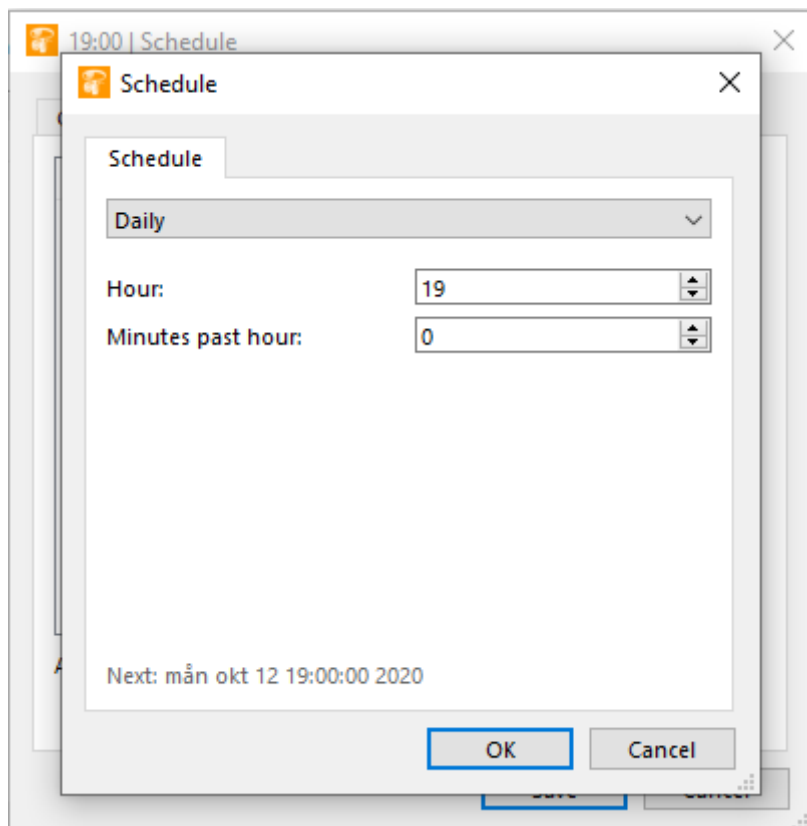 19:00 | Schedule
Schedule
Schedule
Daily
Hour: 19
Minutes past hour: 0
Next: mån okt 12 19:00:00 2020
OK Cancel